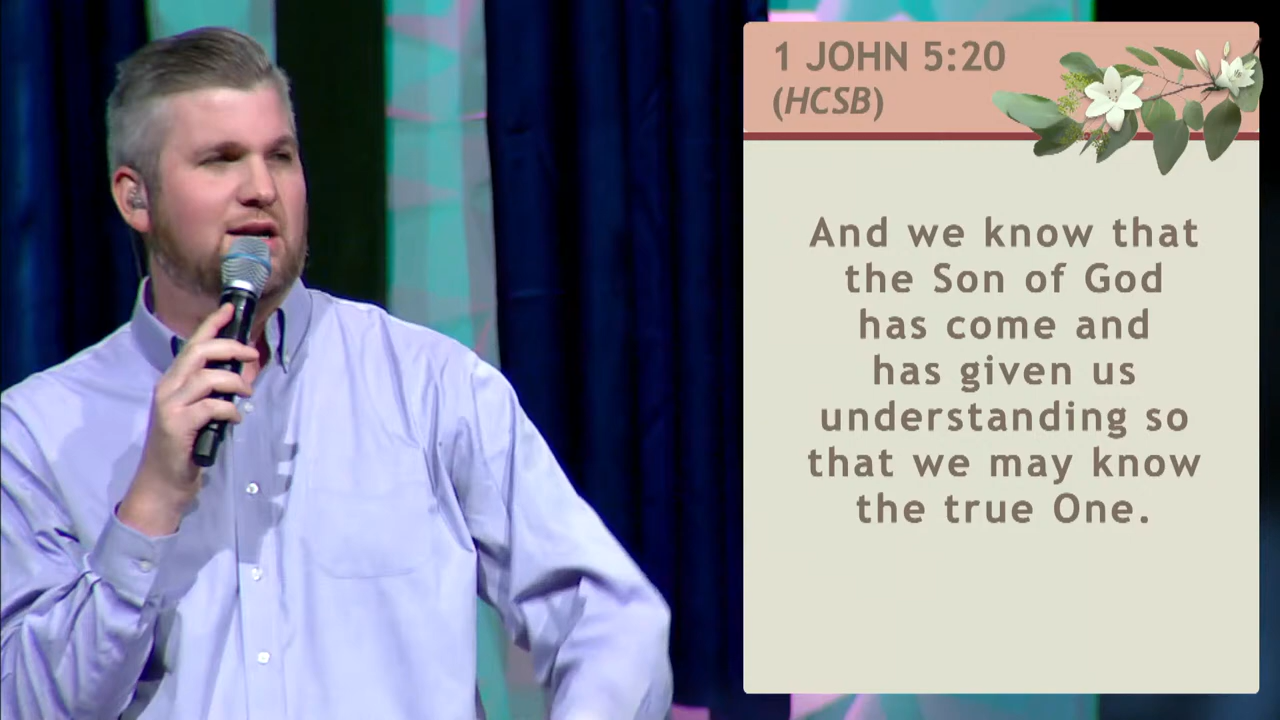 1 JOHN 5:20
(HCSB)
And we know that
the Son of God
has come and
has given us
understanding so
that we may know
the true One.